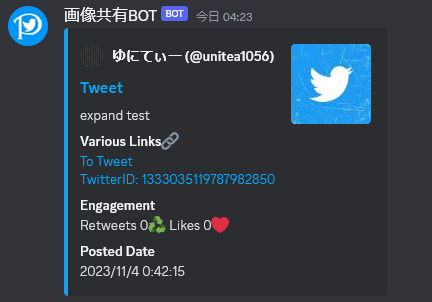 画像共有BOT BOT 今日 04:23
ゆにてぃー (@unitea1056)
Tweet
expand test
Various Links🔗
To Tweet
TwitterID: 1333035119787982850
Engagement
Retweets 0♻️ Likes 0❤️
Posted Date
2023/11/4 0:42:15